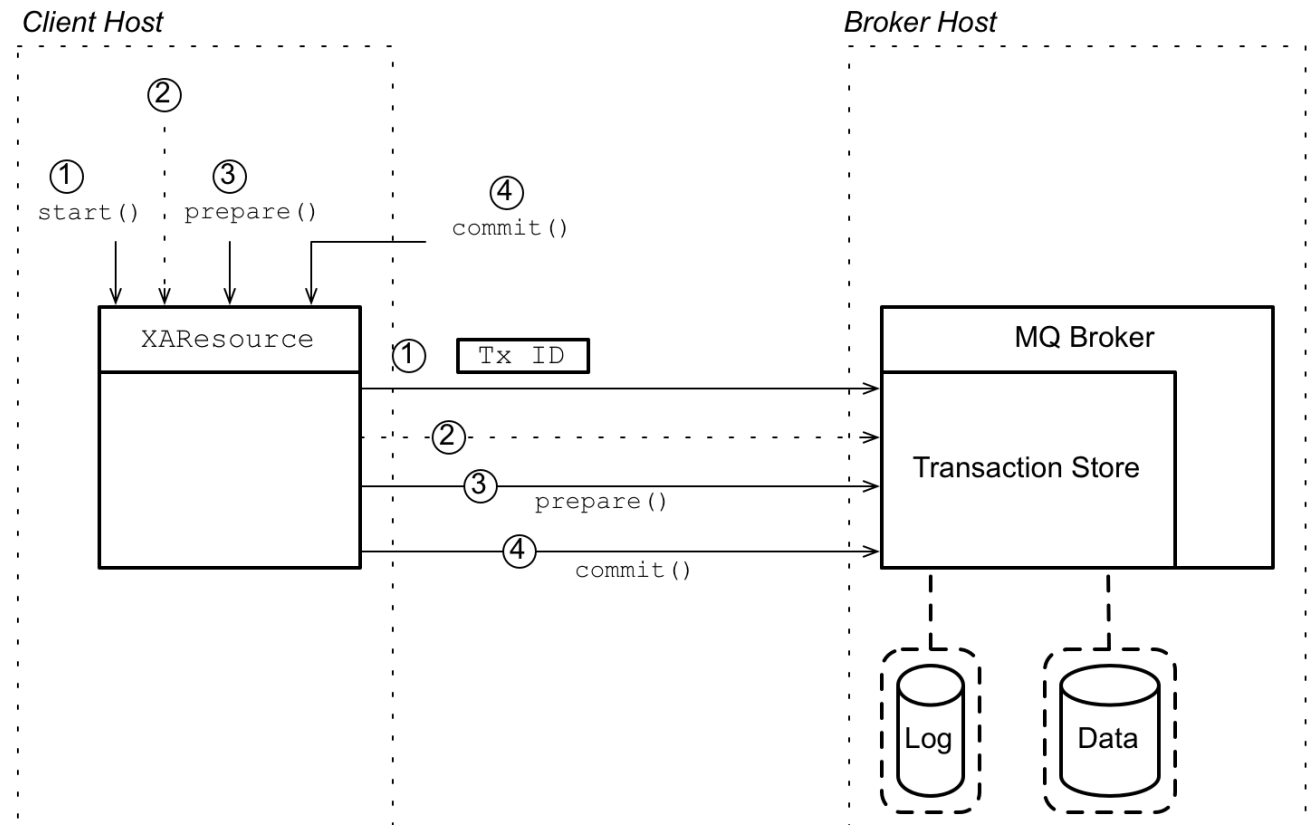 Client Host
Broker Host
2
1
3
4
start()
prepare()
commit()
XAResource
MQ Broker
1
Tx ID
2
Transaction Store
3
prepare()
4
commit()
Log
Data